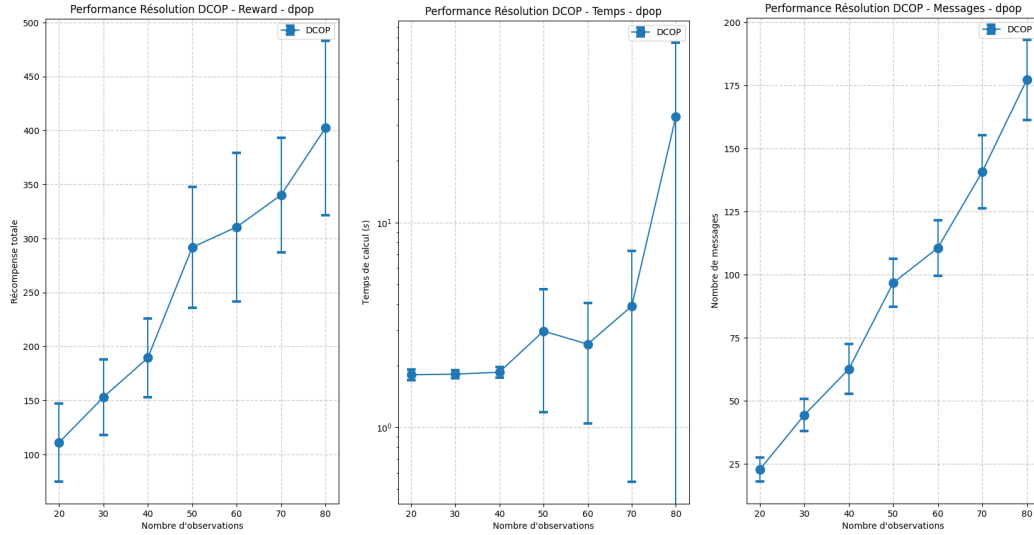 Performance Résolution DCOP - Reward - dpop
DCOP
500
450
400
350
300
250
200
150
100
Récompense totale
20 30 40 50 60 70 80
Nombre d'observations
Performance Résolution DCOP - Temps - dpop
DCOP
10¹
10⁰
Temps de calcul (s)
20 30 40 50 60 70 80
Nombre d'observations
Performance Résolution DCOP - Messages - dpop
DCOP
200
175
150
125
100
75
50
25
Nombre de messages
20 30 40 50 60 70 80
Nombre d'observations